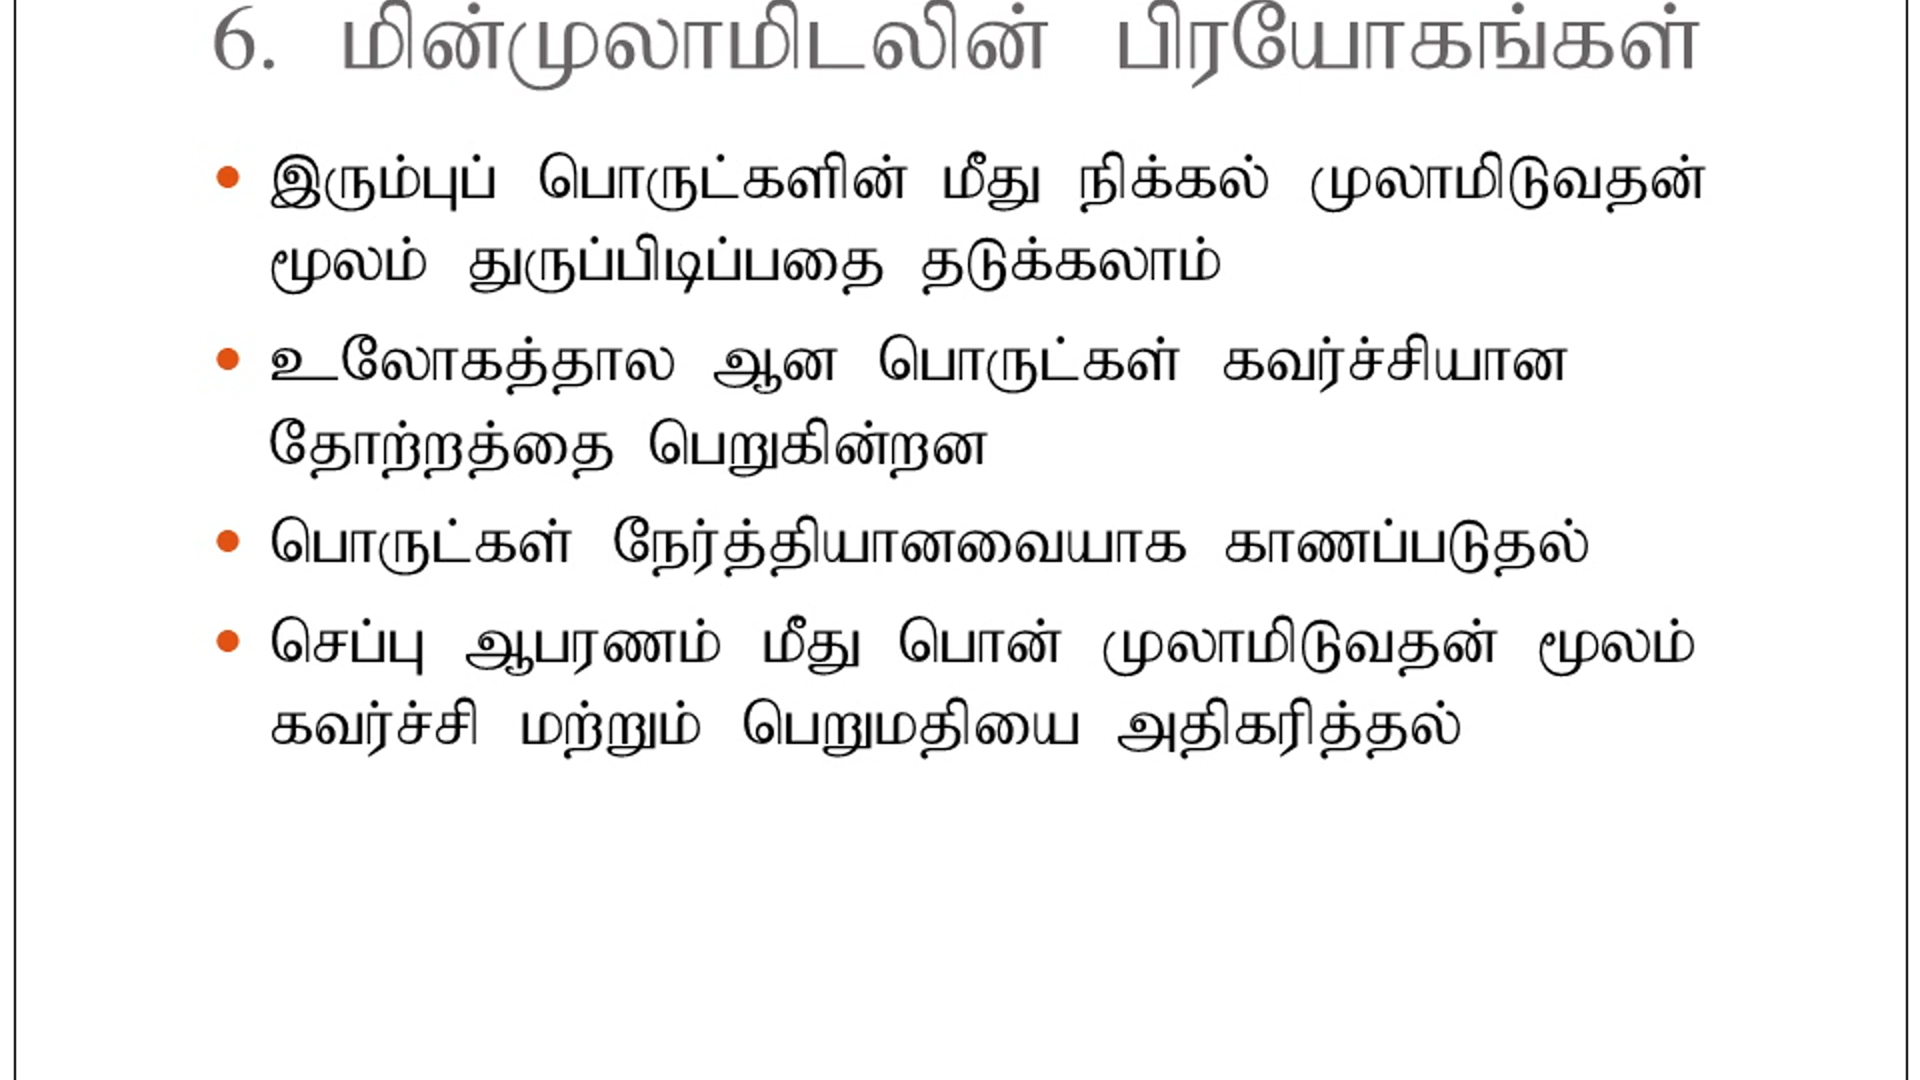 6. மின்முலாமிடலின் பிரயோகங்கள்
• இரும்புப் பொருட்களின் மீது நிக்கல் முலாமிடுவதன்
மூலம் துருப்பிடிப்பதை தடுக்கலாம்
• உலோகத்தால ஆன பொருட்கள் கவர்ச்சியான
தோற்றத்தை பெறுகின்றன
• பொருட்கள் நேர்த்தியானவையாக காணப்படுதல்
• செப்பு ஆபரணம் மீது பொன் முலாமிடுவதன் மூலம்
கவர்ச்சி மற்றும் பெறுமதியை அதிகரித்தல்